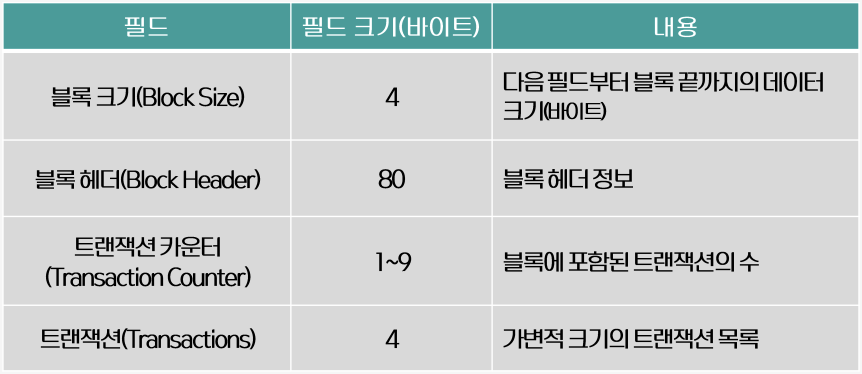 필드
필드 크기(바이트)
내용
블록 크기(Block Size)
4
다음 필드부터 블록 끝까지의 데이터
크기(바이트)
블록 헤더(Block Header)
80
블록 헤더 정보
트랜잭션 카운터
(Transaction Counter)
1~9
블록에 포함된 트랜잭션의 수
트랜잭션(Transactions)
4
가변적 크기의 트랜잭션 목록